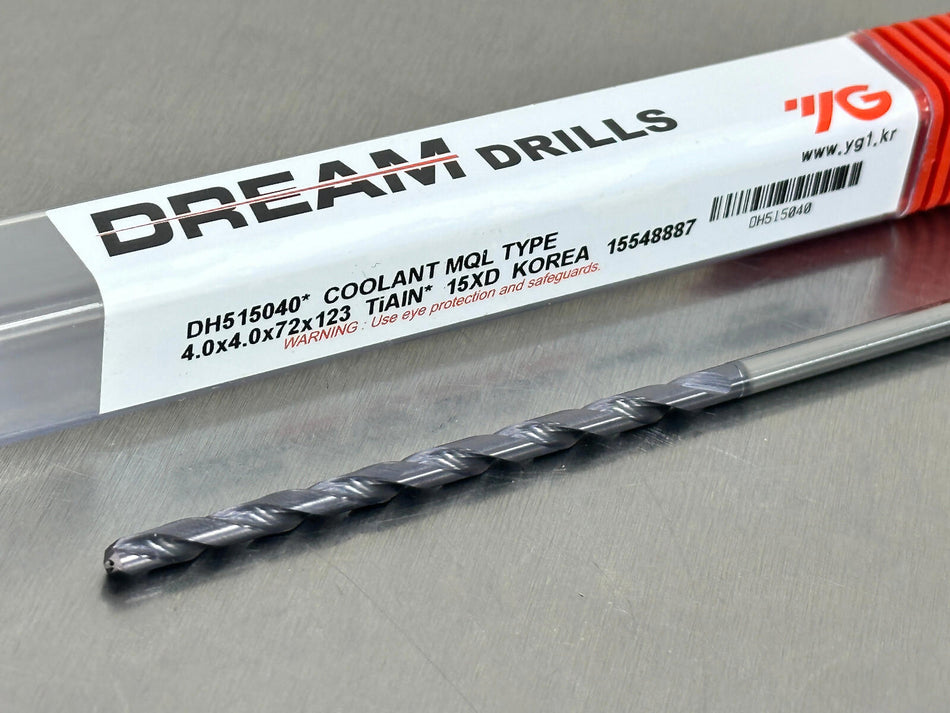 YG
www.yg1.kr
DREAM DRILLS
DH515040
DH515040* COOLANT MQL TYPE
4.0x4.0x72x123 TiAIN* 15XD KOREA 15548887
WARNING : Use eye protection and safeguards.